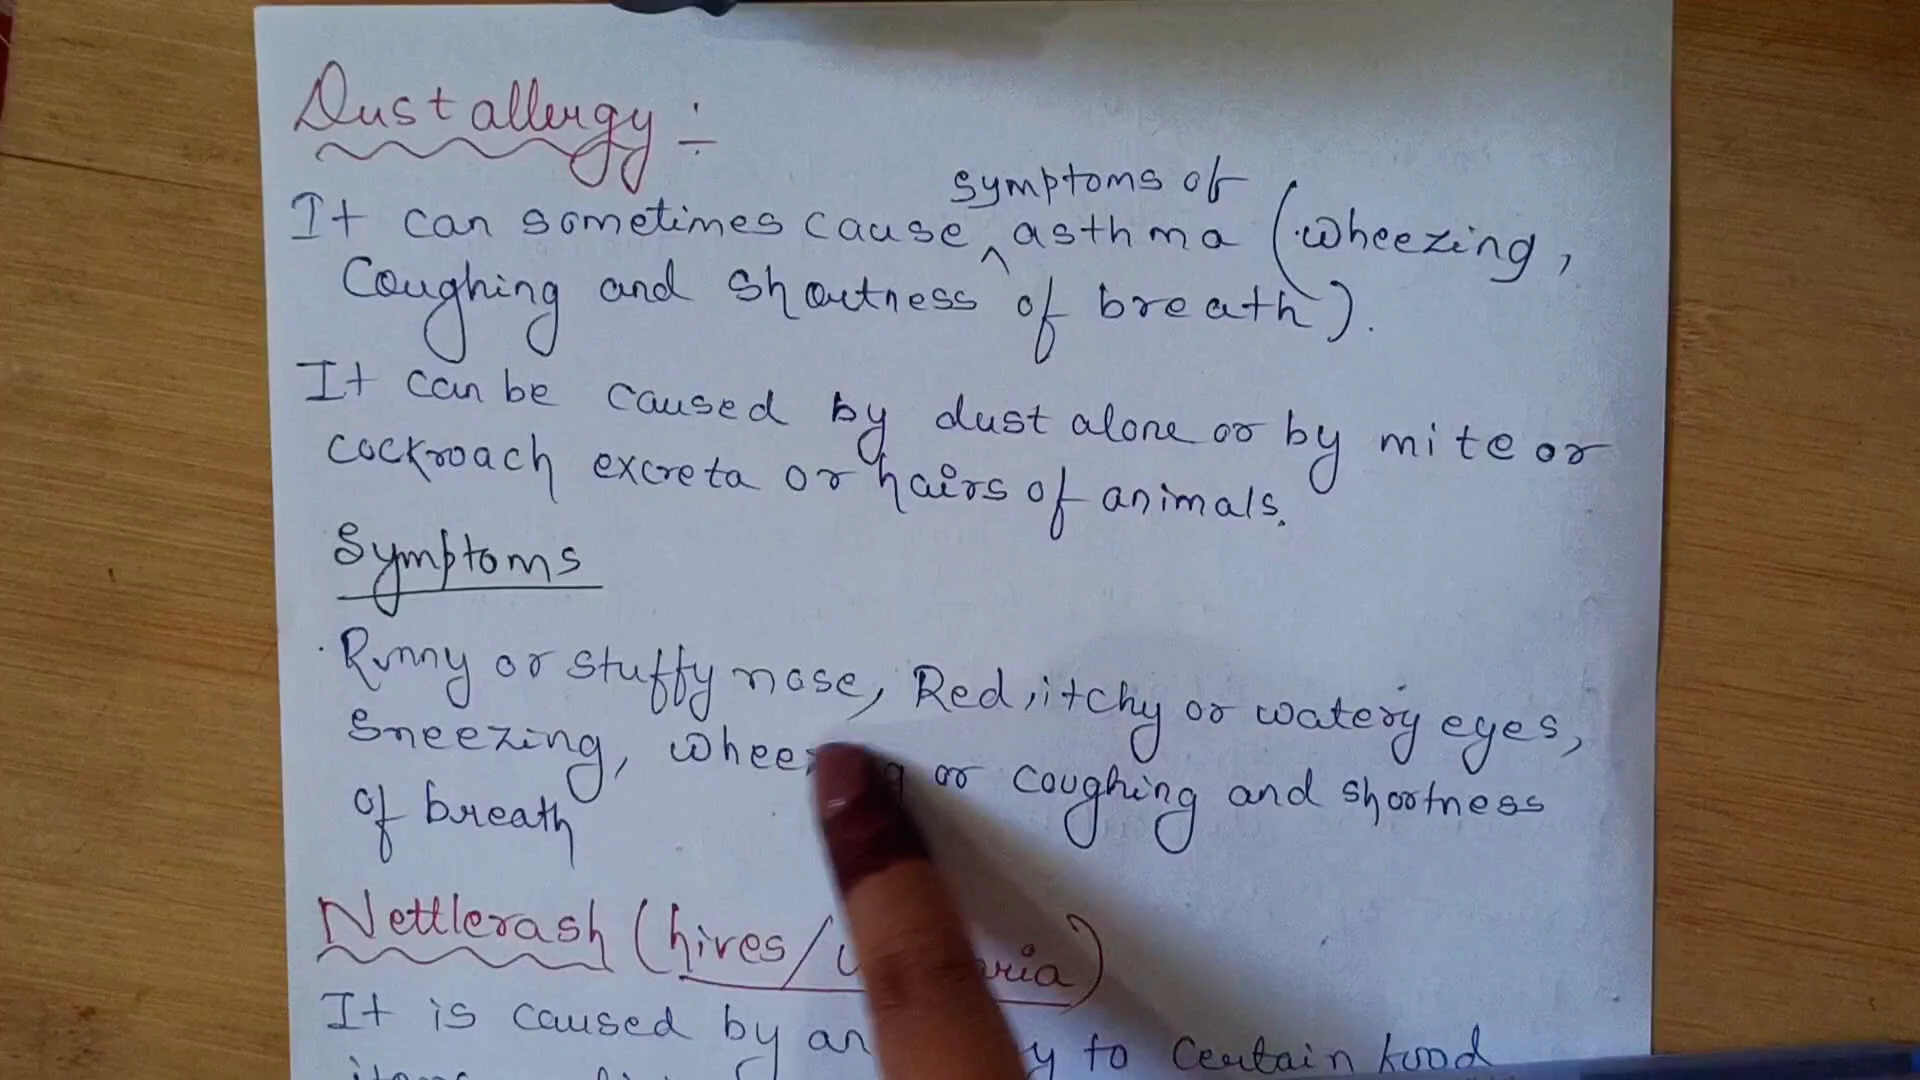 Dust allergy :-
symptoms of
It can sometimes cause ^ asthma (wheezing,
Coughing and shortness of breath).
It can be caused by dust alone or by mite or
cockroach excreta or hairs of animals.
Symptoms
Runny or stuffy nose, Red, itchy or watery eyes,
Sneezing, or coughing and shortness
of breath
Nettlerash (hives/
It is caused by to certain food